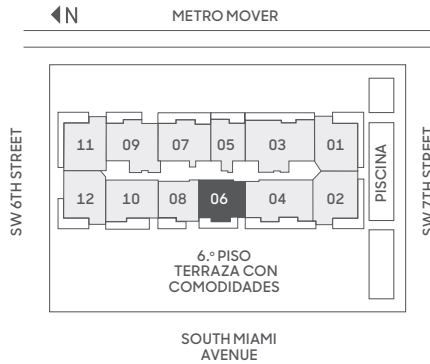 N
METRO MOVER
SW 6TH STREET
11 09 07 05 03 01
12 10 08 06 04 02
PISCINA
SW 7TH STREET
6.º PISO
TERRAZA CON
COMODIDADES
SOUTH MIAMI
AVENUE